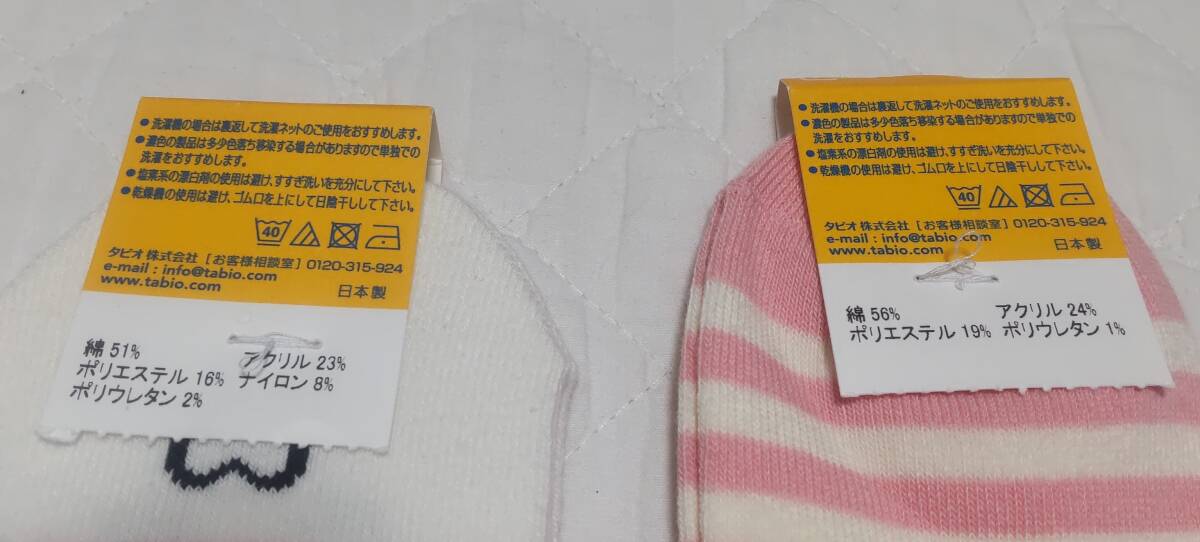 ●洗濯機の場合は裏返して洗濯ネットのご使用をおすすめします。
●濃色の製品は多少色落ち移染する場合がありますので単独での
洗濯をおすすめします。
●塩素系の漂白剤の使用は避け、すすぎ洗いを充分にして下さい。
●乾燥機の使用は避け、ゴム口を上にして日陰干しして下さい。
40
タビオ株式会社 [お客様相談室] 0120-315-924
e-mail : info@tabio.com
www.tabio.com
日本製
綿 51% アクリル 23%
ポリエステル 16% ナイロン 8%
ポリウレタン 2%
●洗濯機の場合は裏返して洗濯ネットのご使用をおすすめします。
●濃色の製品は多少色落ち移染する場合がありますので単独での
洗濯をおすすめします。
●塩素系の漂白剤の使用は避け、すすぎ洗いを充分にして下さい。
●乾燥機の使用は避け、ゴム口を上にして日陰干しして下さい。
40
タビオ株式会社 [お客様相談室] 0120-315-924
e-mail : info@tabio.com
www.tabio.com
日本製
綿 56% アクリル 24%
ポリエステル 19% ポリウレタン 1%